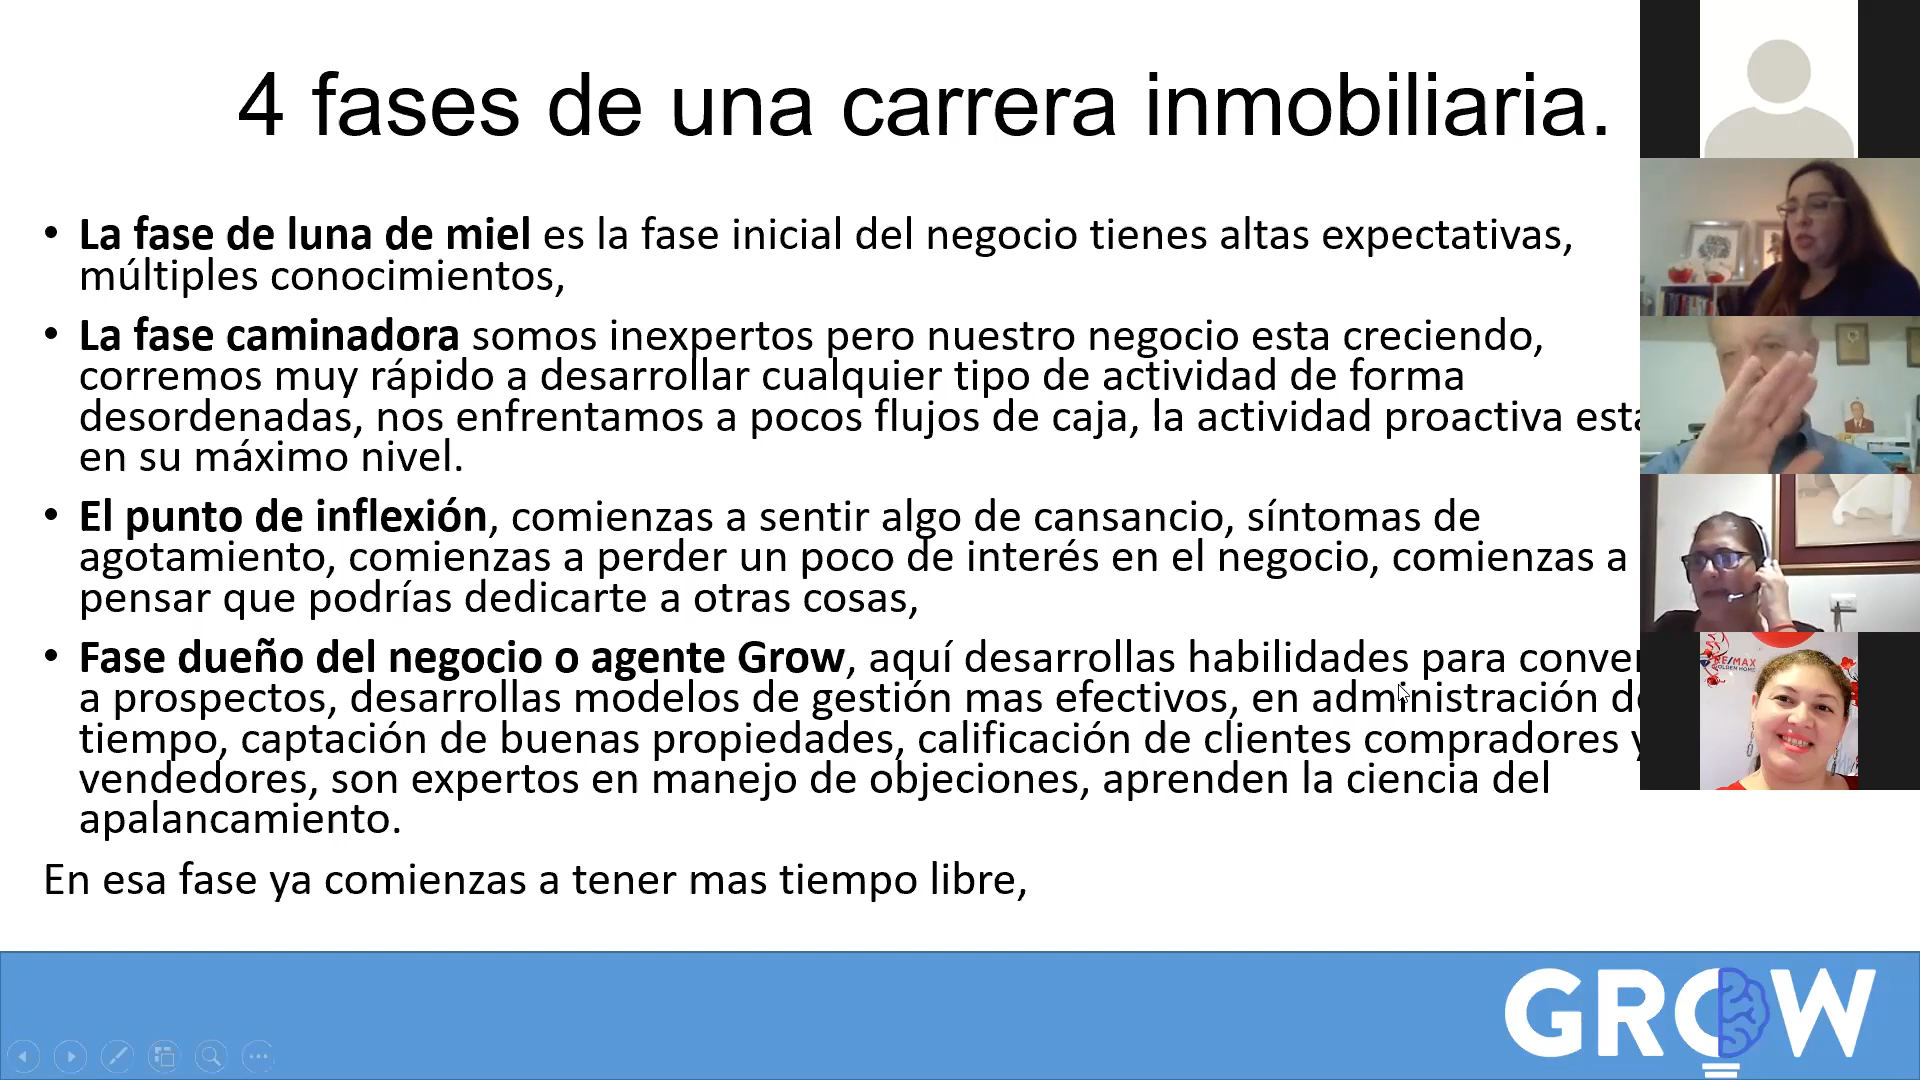 4 fases de una carrera inmobiliaria.
• La fase de luna de miel es la fase inicial del negocio tienes altas expectativas,
múltiples conocimientos,
• La fase caminadora somos inexpertos pero nuestro negocio esta creciendo,
corremos muy rápido a desarrollar cualquier tipo de actividad de forma
desordenadas, nos enfrentamos a pocos flujos de caja, la actividad proactiva esta
en su máximo nivel.
• El punto de inflexión, comienzas a sentir algo de cansancio, síntomas de
agotamiento, comienzas a perder un poco de interés en el negocio, comienzas a
pensar que podrías dedicarte a otras cosas,
• Fase dueño del negocio o agente Grow, aquí desarrollas habilidades para
a prospectos, desarrollas modelos de gestión mas efectivos, en administración
tiempo, captación de buenas propiedades, calificación de clientes compradores y
vendedores, son expertos en manejo de objeciones, aprenden la ciencia del
apalancamiento.
En esa fase ya comienzas a tener mas tiempo libre,
RE/MAX
GOLDEN HOME
GROW